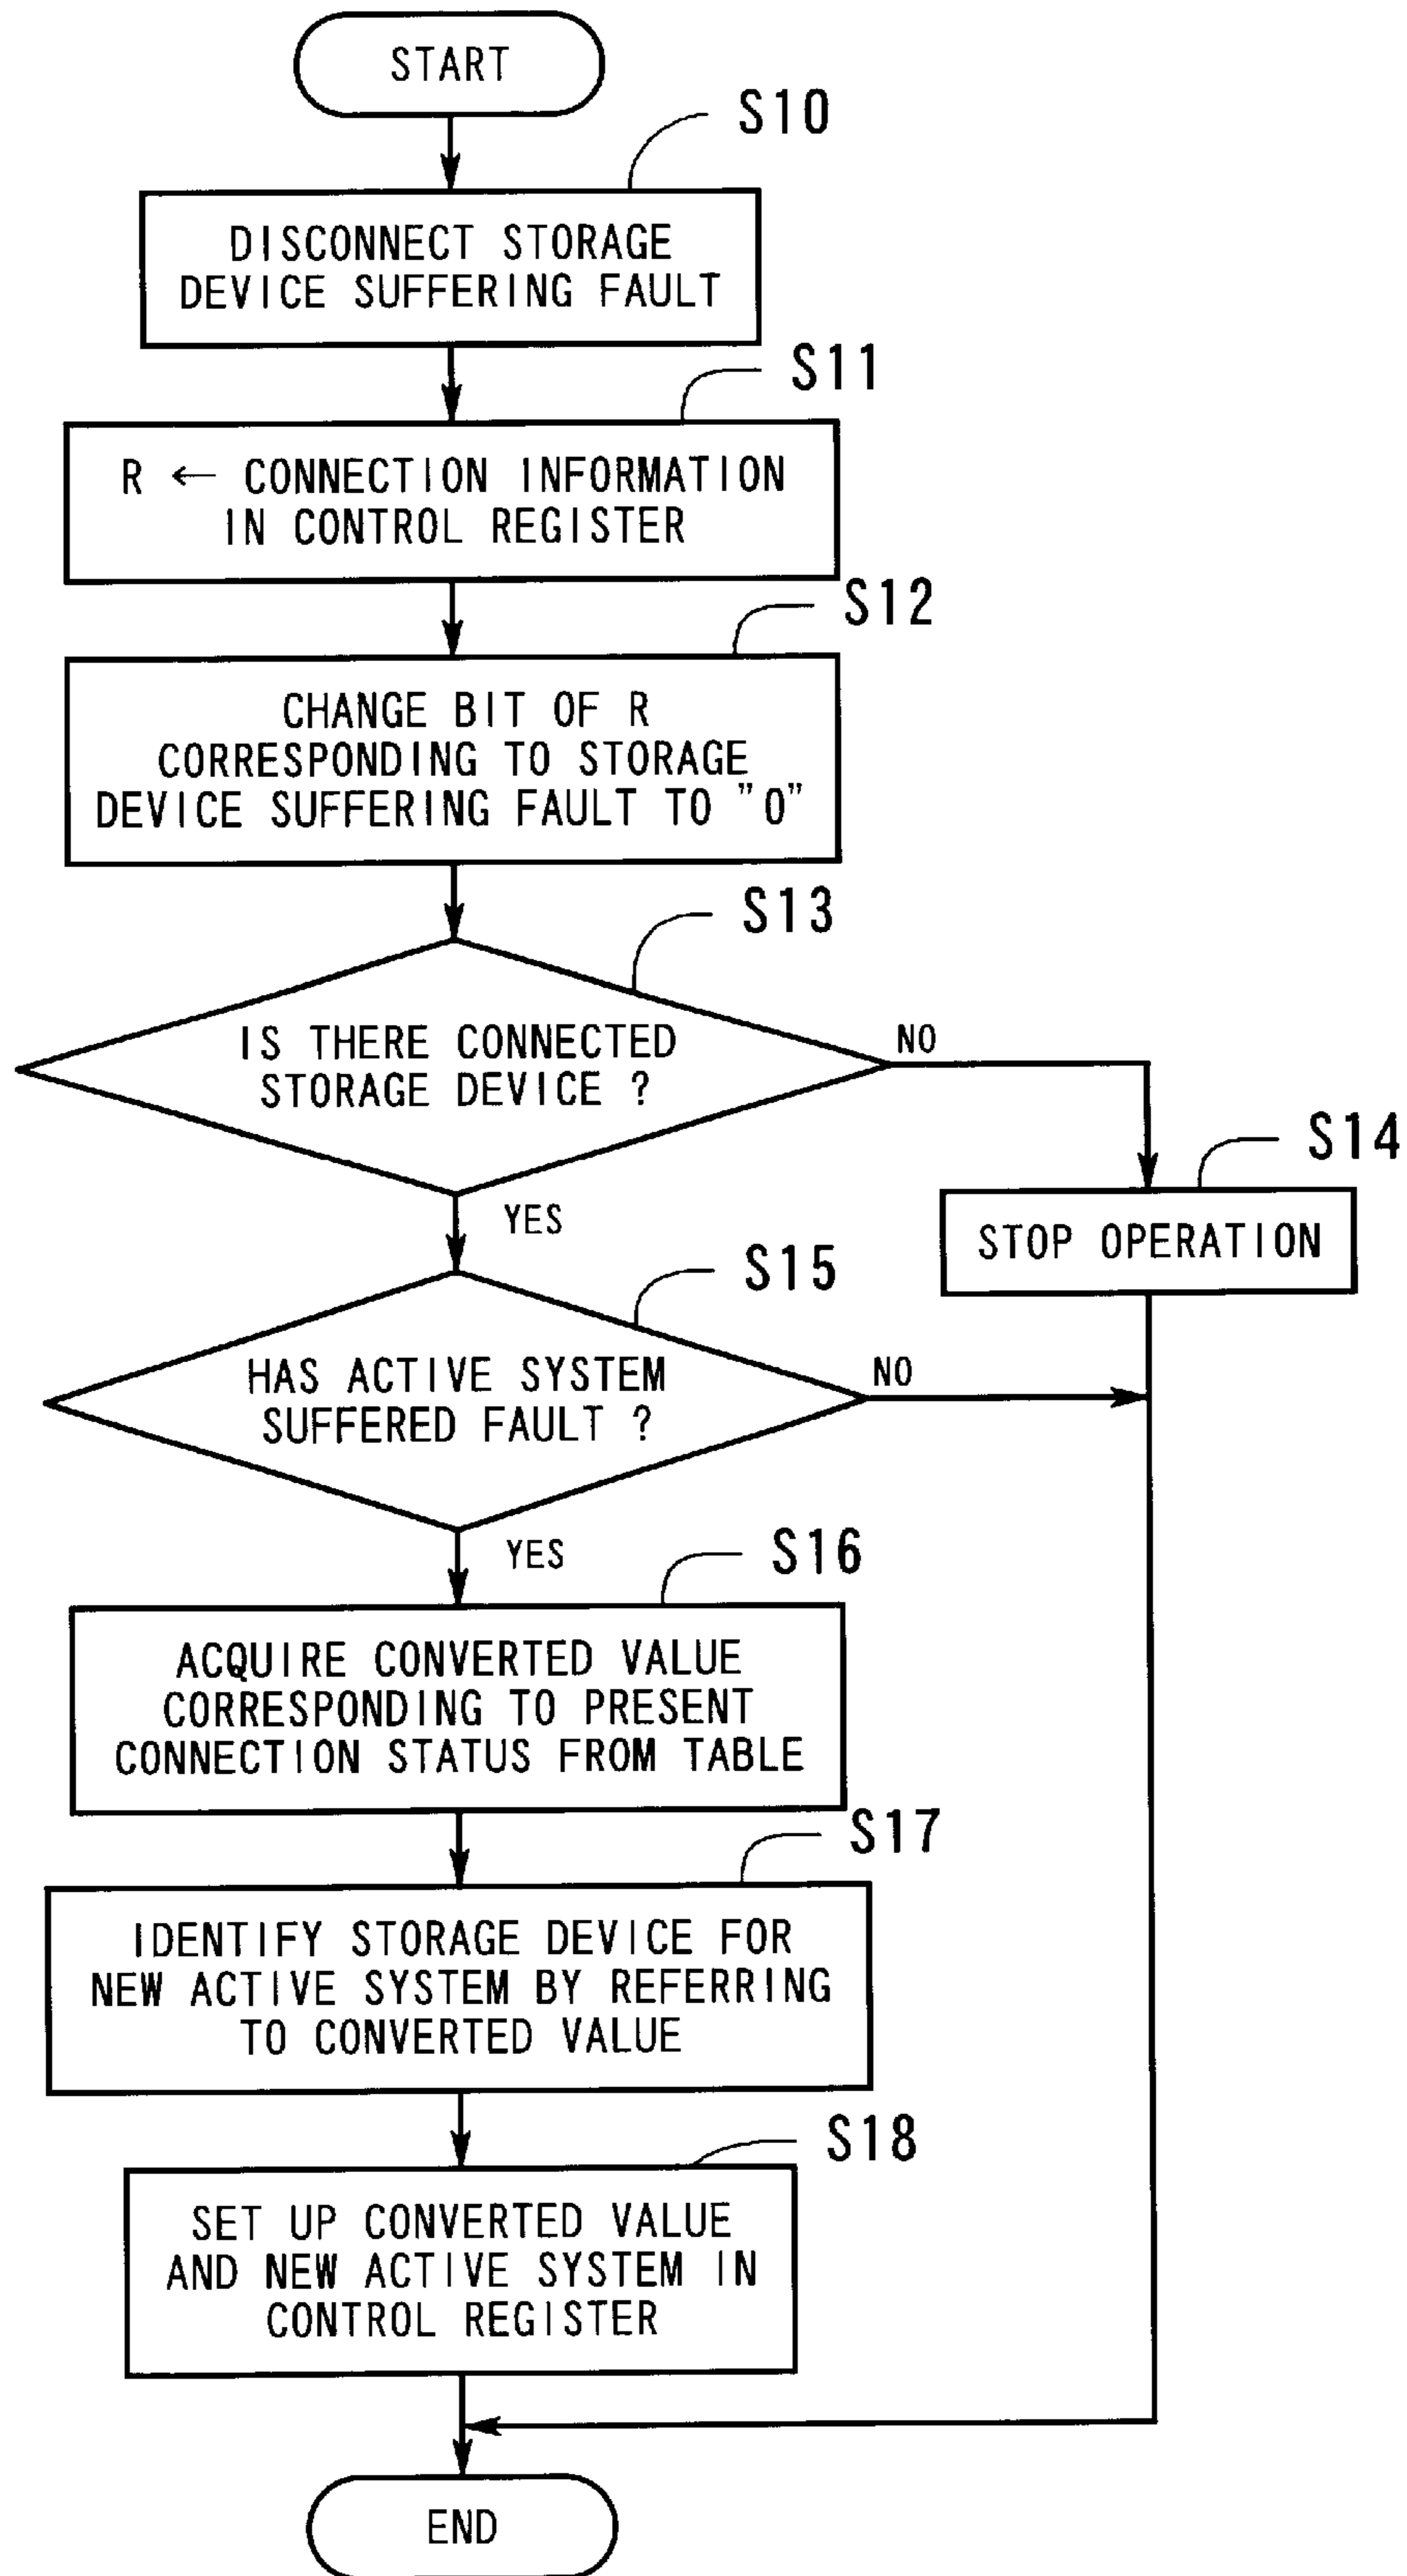 START
S10
DISCONNECT STORAGE
DEVICE SUFFERING FAULT
S11
R ← CONNECTION INFORMATION
IN CONTROL REGISTER
S12
CHANGE BIT OF R
CORRESPONDING TO STORAGE
DEVICE SUFFERING FAULT TO "0"
S13
IS THERE CONNECTED
STORAGE DEVICE ?
NO
YES
S14
STOP OPERATION
S15
HAS ACTIVE SYSTEM
SUFFERED FAULT ?
NO
YES
S16
ACQUIRE CONVERTED VALUE
CORRESPONDING TO PRESENT
CONNECTION STATUS FROM TABLE
S17
IDENTIFY STORAGE DEVICE FOR
NEW ACTIVE SYSTEM BY REFERRING
TO CONVERTED VALUE
S18
SET UP CONVERTED VALUE
AND NEW ACTIVE SYSTEM IN
CONTROL REGISTER
END